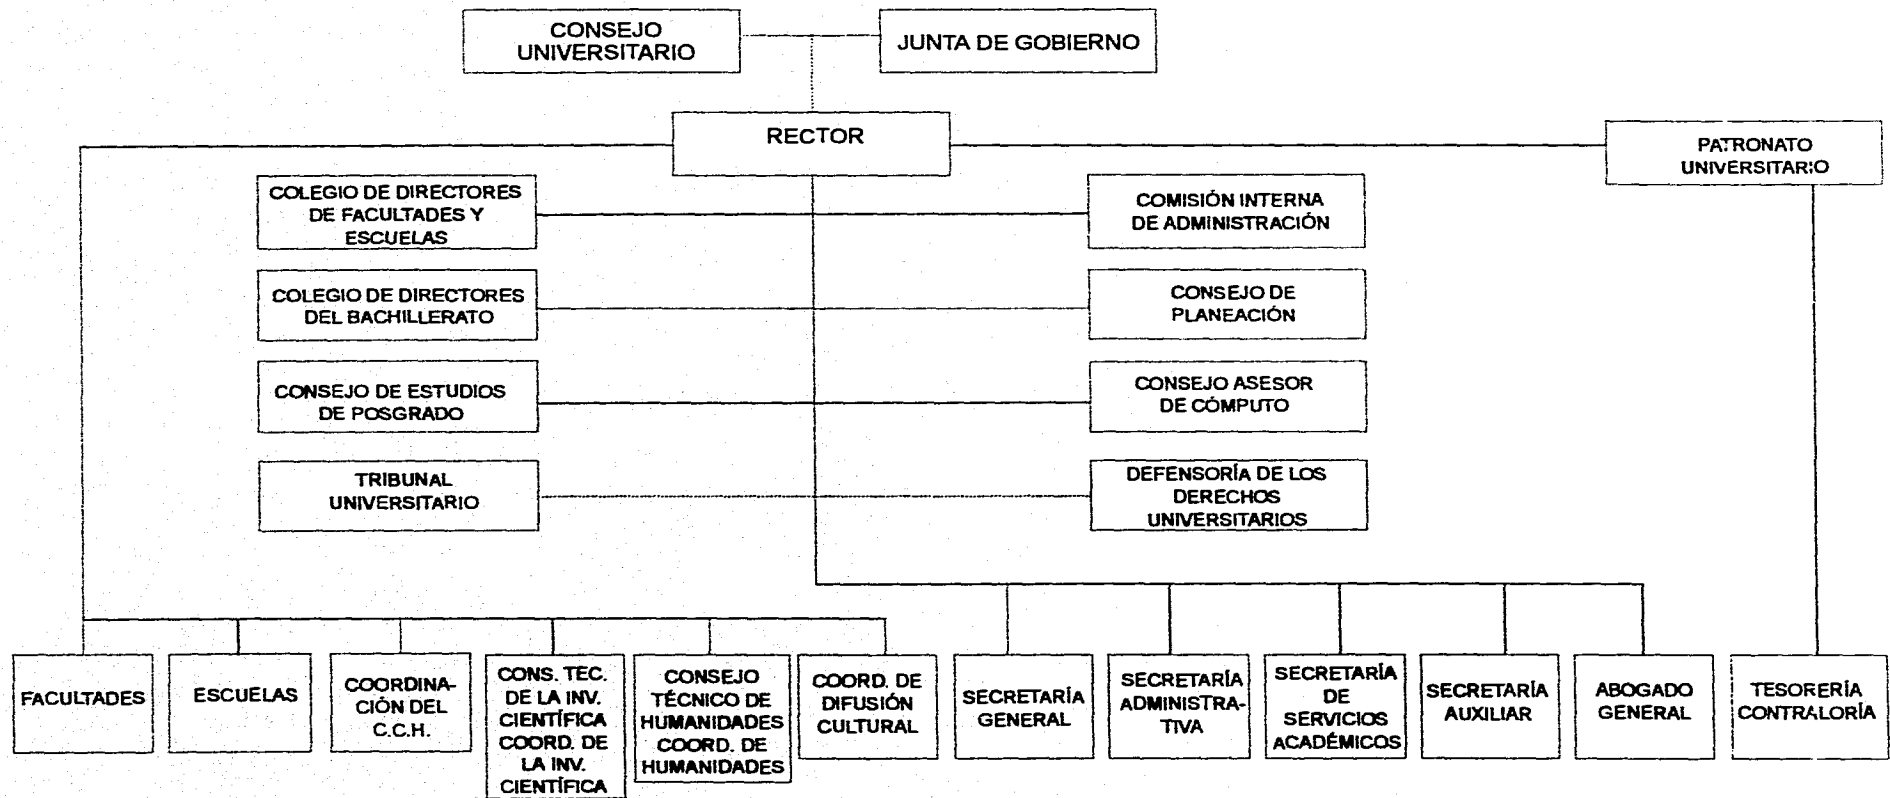 CONSEJO
UNIVERSITARIO
JUNTA DE GOBIERNO
RECTOR
PATRONATO
UNIVERSITARIO
COLEGIO DE DIRECTORES
DE FACULTADES Y
ESCUELAS
COMISIÓN INTERNA
DE ADMINISTRACIÓN
COLEGIO DE DIRECTORES
DEL BACHILLERATO
CONSEJO DE
PLANEACIÓN
CONSEJO DE ESTUDIOS
DE POSGRADO
CONSEJO ASESOR
DE CÓMPUTO
TRIBUNAL
UNIVERSITARIO
DEFENSORÍA DE LOS
DERECHOS
UNIVERSITARIOS
FACULTADES
ESCUELAS
COORDINA-
CIÓN DEL
C.C.H.
CONS. TEC.
DE LA INV.
CIENTÍFICA
COORD. DE
LA INV.
CIENTÍFICA
CONSEJO
TÉCNICO DE
HUMANIDADES
COORD. DE
HUMANIDADES
COORD. DE
DIFUSIÓN
CULTURAL
SECRETARÍA
GENERAL
SECRETARÍA
ADMINISTRA-
TIVA
SECRETARÍA
DE
SERVICIOS
ACADÉMICOS
SECRETARÍA
AUXILIAR
ABOGADO
GENERAL
TESORERÍA
CONTRALORÍA